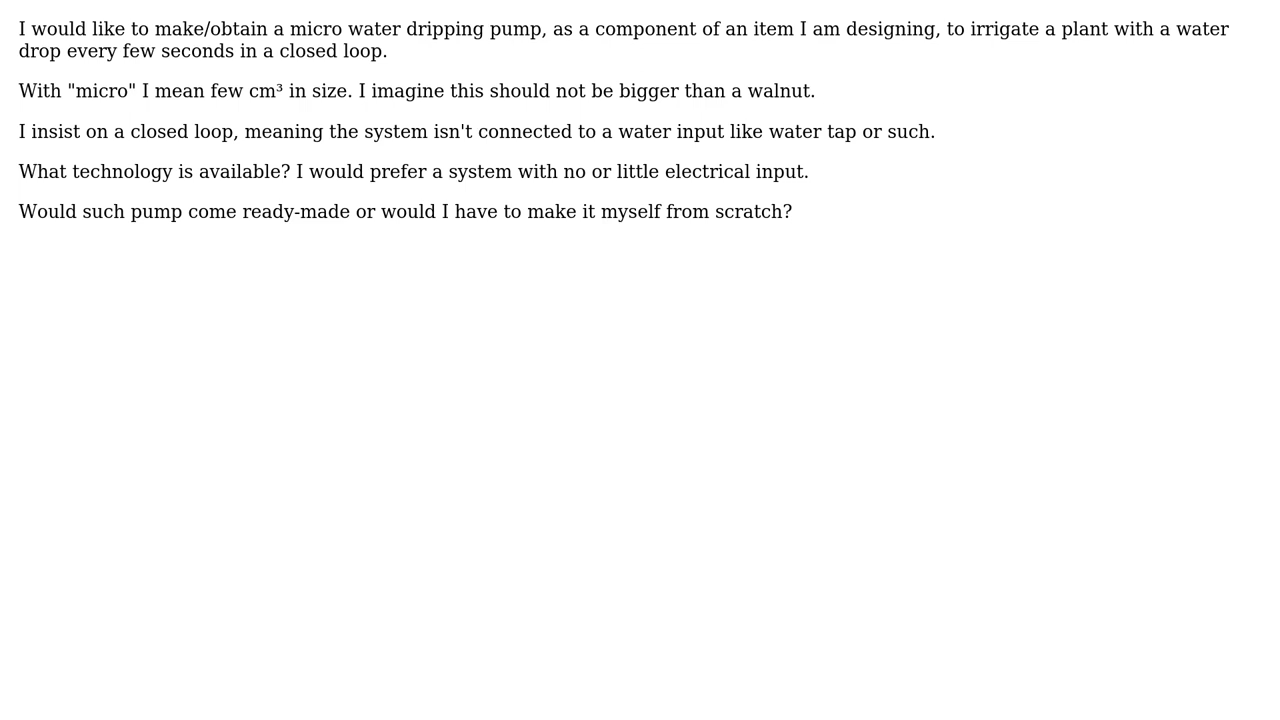 I would like to make/obtain a micro water dripping pump, as a component of an item I am designing, to irrigate a plant with a water
drop every few seconds in a closed loop.
With "micro" I mean few cm³ in size. I imagine this should not be bigger than a walnut.
I insist on a closed loop, meaning the system isn't connected to a water input like water tap or such.
What technology is available? I would prefer a system with no or little electrical input.
Would such pump come ready-made or would I have to make it myself from scratch?